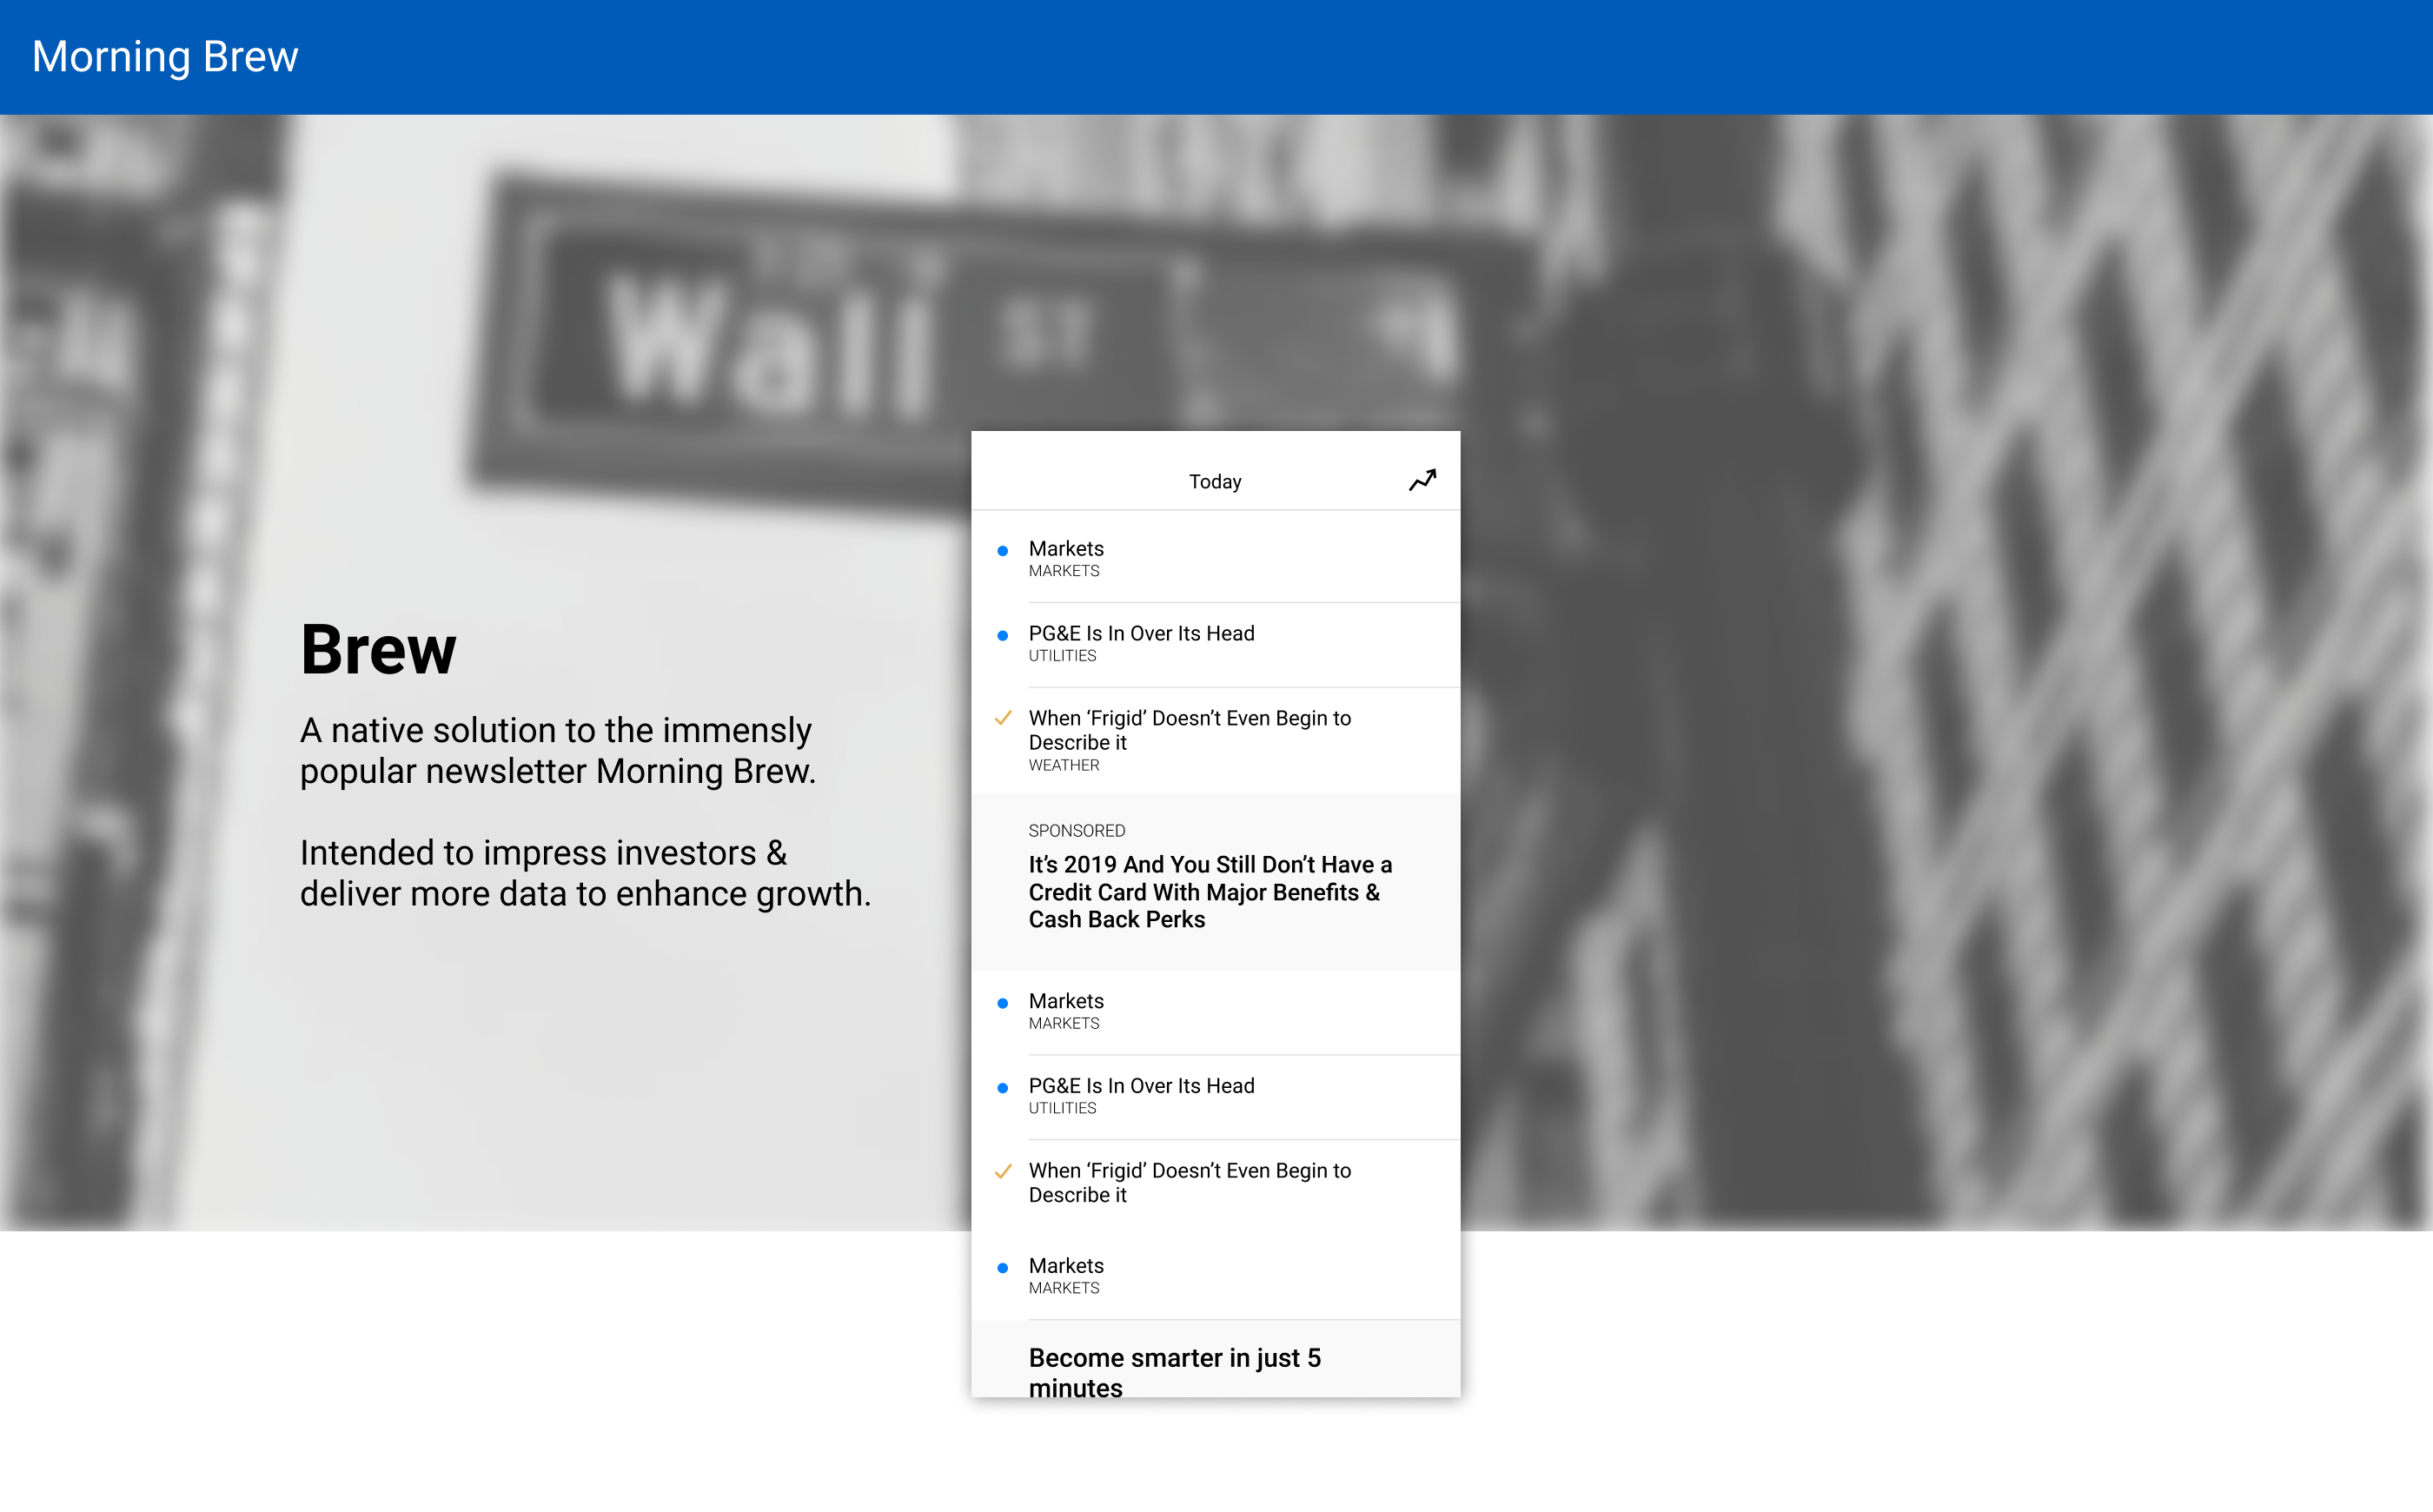 Morning Brew
Wall ST
Brew
A native solution to the immensly
popular newsletter Morning Brew.
Intended to impress investors &
deliver more data to enhance growth.
Today
Markets
MARKETS
PG&E Is In Over Its Head
UTILITIES
When ‘Frigid’ Doesn’t Even Begin to
Describe it
WEATHER
SPONSORED
It’s 2019 And You Still Don’t Have a
Credit Card With Major Benefits &
Cash Back Perks
Markets
MARKETS
PG&E Is In Over Its Head
UTILITIES
When ‘Frigid’ Doesn’t Even Begin to
Describe it
Markets
MARKETS
Become smarter in just 5
minutes